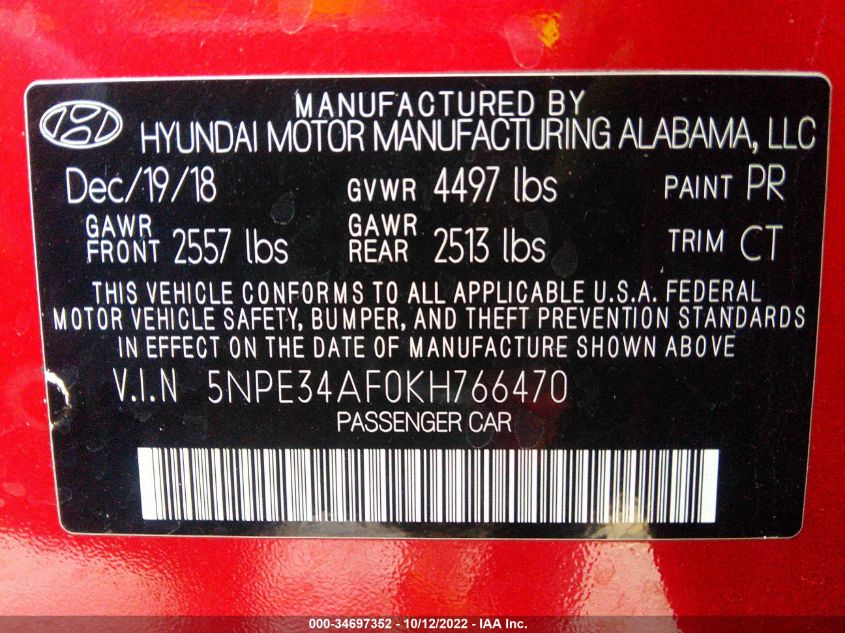 MANUFACTURED BY
HYUNDAI MOTOR MANUFACTURING ALABAMA, LLC
Dec/19/18 GVWR 4497 lbs PAINT PR
GAWR FRONT 2557 lbs GAWR REAR 2513 lbs TRIM CT
THIS VEHICLE CONFORMS TO ALL APPLICABLE U.S.A. FEDERAL
MOTOR VEHICLE SAFETY, BUMPER, AND THEFT PREVENTION STANDARDS
IN EFFECT ON THE DATE OF MANUFACTURE SHOWN ABOVE
V.I.N 5NPE34AF0KH766470
PASSENGER CAR
000-34697352 | 10/12/2022 - IAA Inc.